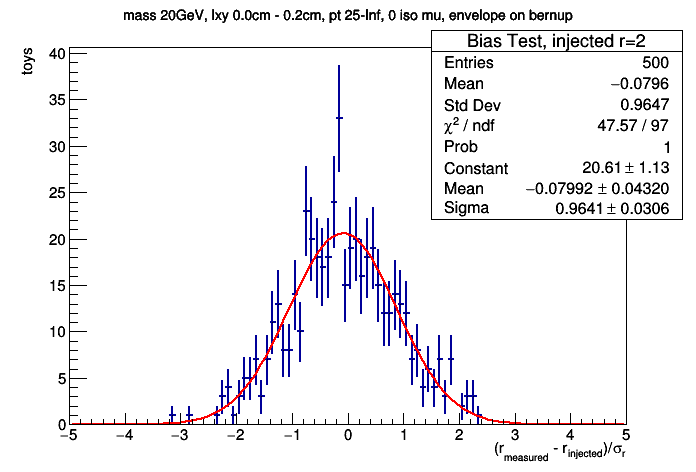 mass 20GeV, lxy 0.0cm - 0.2cm, pt 25-Inf, 0 iso mu, envelope on bernup
Bias Test, injected r=2
Entries 500
Mean −0.0796
Std Dev 0.9647
χ² / ndf 47.57 / 97
Prob 1
Constant 20.61 ± 1.13
Mean −0.07992 ± 0.04320
Sigma 0.9641 ± 0.0306
toys
40
35
30
25
20
15
10
5
0
−5 −4 −3 −2 −1 0 1 2 3 4 5
(r_measured - r_injected)/σ_r